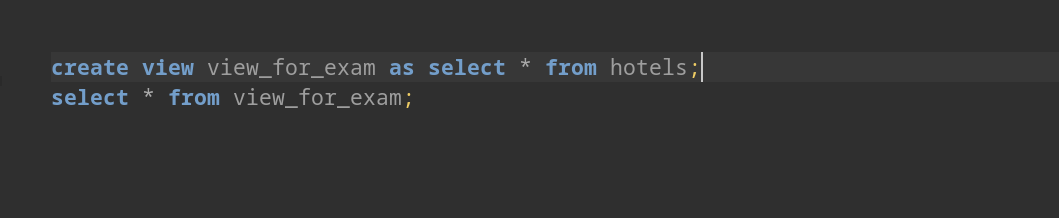 create view view_for_exam as select * from hotels;
select * from view_for_exam;